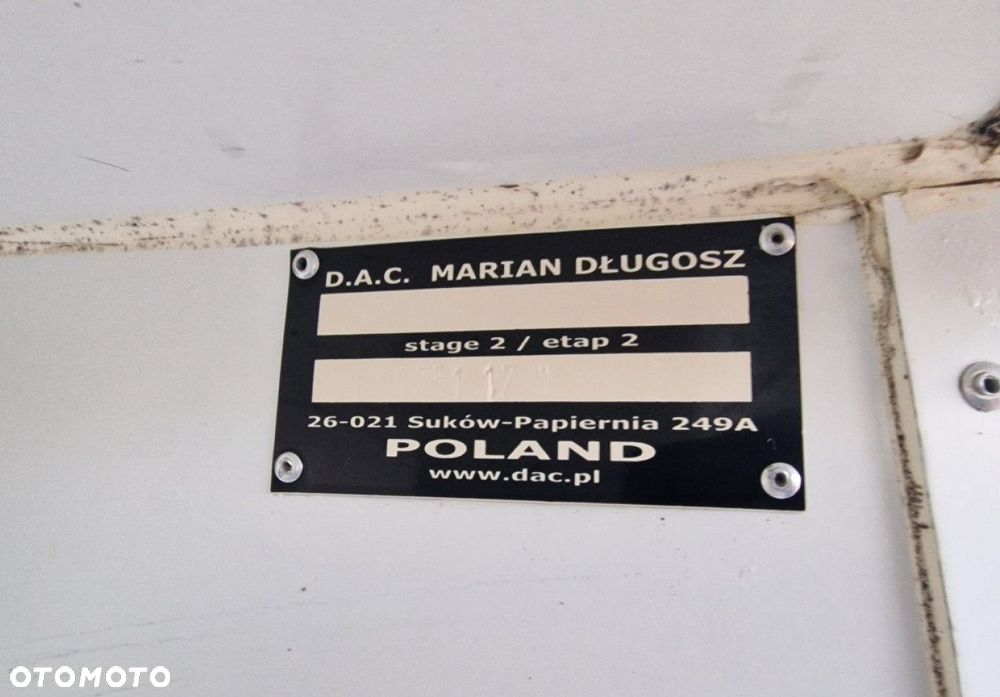 D.A.C. MARIAN DŁUGOSZ
stage 2 / etap 2
26-021 Suków-Papiernia 249A
POLAND
www.dac.pl
OTOMOTO